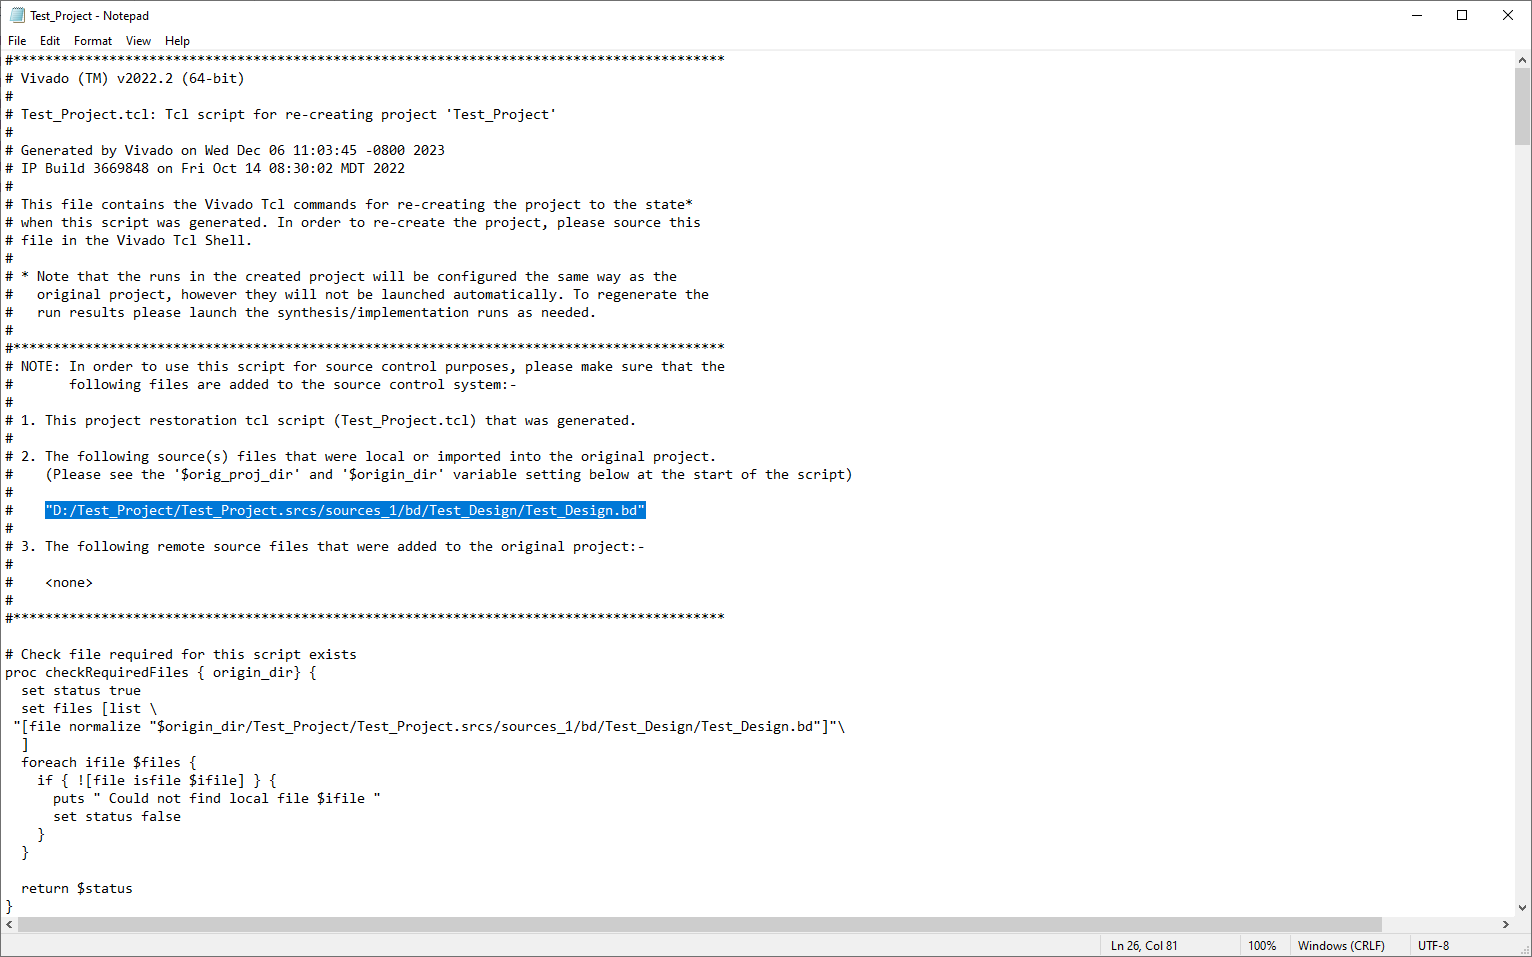 Test_Project - Notepad
File Edit Format View Help
#*****************************************************************************************
# Vivado (TM) v2022.2 (64-bit)
#
# Test_Project.tcl: Tcl script for re-creating project 'Test_Project'
#
# Generated by Vivado on Wed Dec 06 11:03:45 -0800 2023
# IP Build 3669848 on Fri Oct 14 08:30:02 MDT 2022
#
# This file contains the Vivado Tcl commands for re-creating the project to the state*
# when this script was generated. In order to re-create the project, please source this
# file in the Vivado Tcl Shell.
#
# * Note that the runs in the created project will be configured the same way as the
#   original project, however they will not be launched automatically. To regenerate the
#   run results please launch the synthesis/implementation runs as needed.
#
#*****************************************************************************************
# NOTE: In order to use this script for source control purposes, please make sure that the
#       following files are added to the source control system:-
#
# 1. This project restoration tcl script (Test_Project.tcl) that was generated.
#
# 2. The following source(s) files that were local or imported into the original project.
#    (Please see the '$orig_proj_dir' and '$origin_dir' variable setting below at the start of the script)
#
#    "D:/Test_Project/Test_Project.srcs/sources_1/bd/Test_Design/Test_Design.bd"
#
# 3. The following remote source files that were added to the original project:-
#
#    <none>
#
#*****************************************************************************************
# Check file required for this script exists
proc checkRequiredFiles { origin_dir} {
  set status true
  set files [list \
 "[file normalize "$origin_dir/Test_Project/Test_Project.srcs/sources_1/bd/Test_Design/Test_Design.bd"]"\
  ]
  foreach ifile $files {
    if { ![file isfile $ifile] } {
      puts " Could not find local file $ifile "
      set status false
    }
  }
  return $status
}
Ln 26, Col 81 100% Windows (CRLF) UTF-8